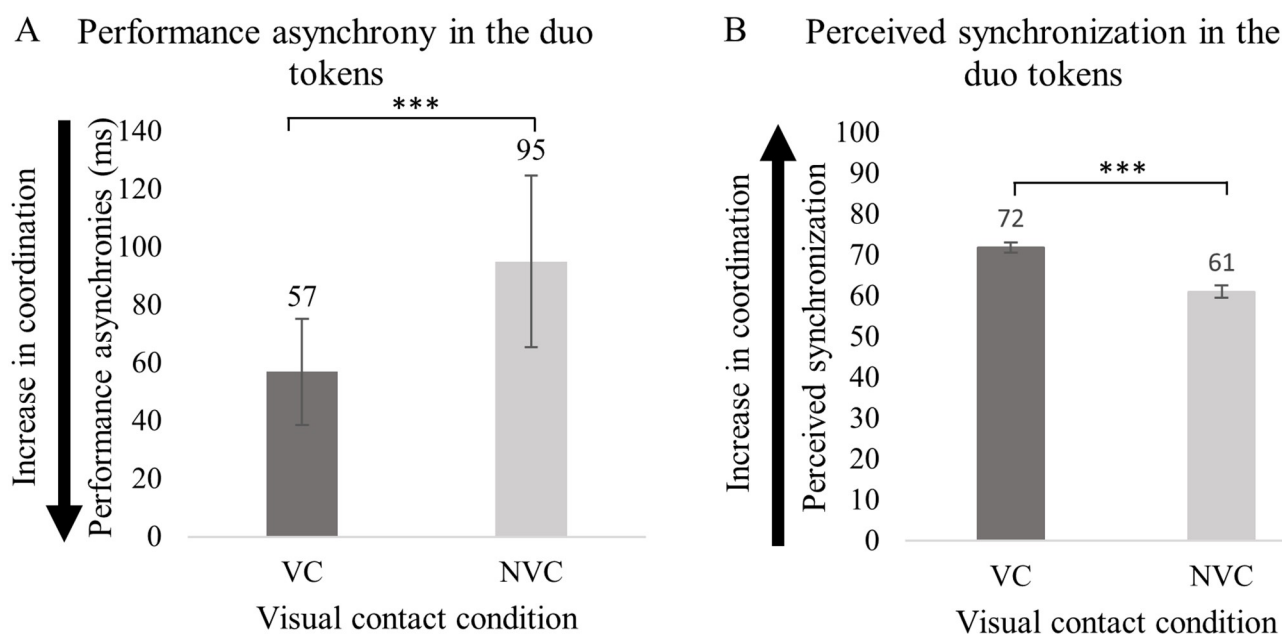 A Performance asynchrony in the duo
tokens
Increase in coordination
Performance asynchronies (ms)
140
120
100
80
60
40
20
0
***
57
95
VC NVC
Visual contact condition
B Perceived synchronization in the
duo tokens
Increase in coordination
Perceived synchronization
100
90
80
70
60
50
40
30
20
10
0
***
72
61
VC NVC
Visual contact condition